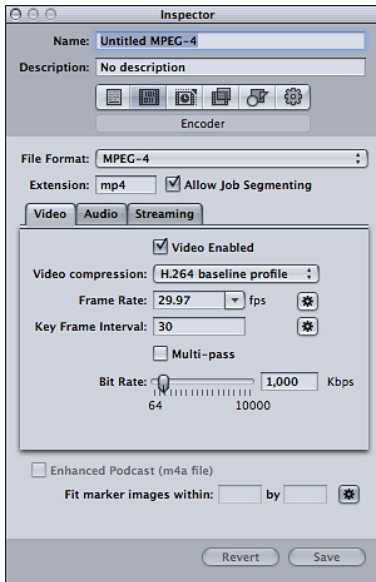 Inspector
Name: Untitled MPEG-4
Description: No description
Encoder
File Format: MPEG-4
Extension: mp4 Allow Job Segmenting
Video Audio Streaming
Video Enabled
Video compression: H.264 baseline profile
Frame Rate: 29.97 fps
Key Frame Interval: 30
Multi-pass
Bit Rate: 1,000 Kbps
64 10000
Enhanced Podcast (m4a file)
Fit marker images within: by
Revert Save